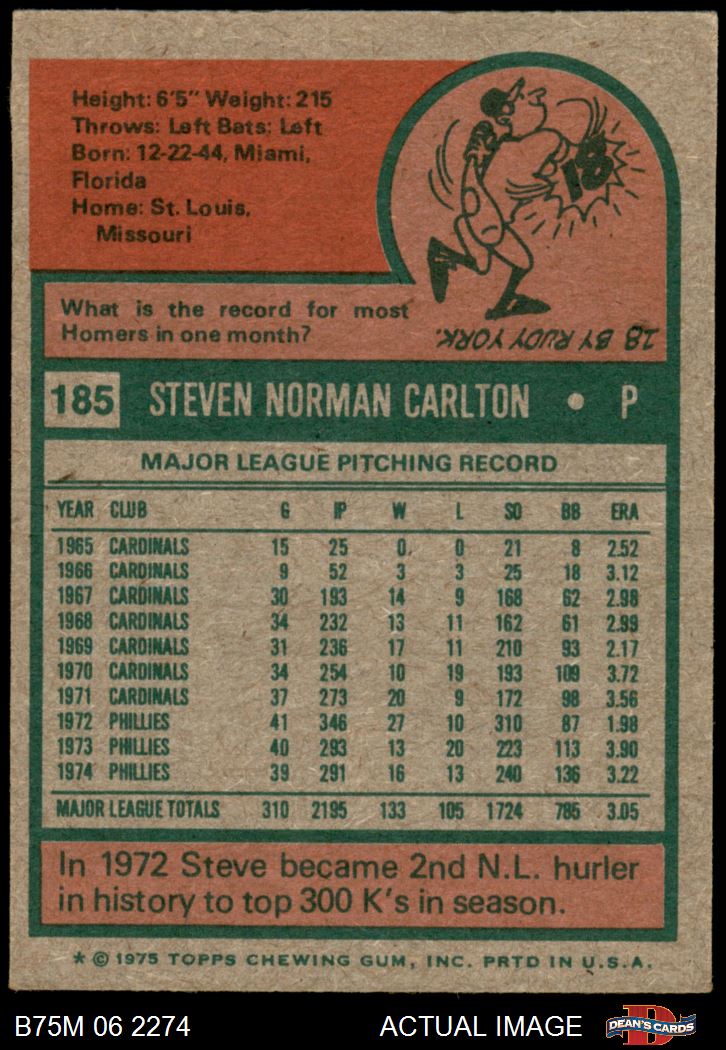 Height: 6'5" Weight: 215
Throws: Left Bats: Left
Born: 12-22-44, Miami,
Florida
Home: St. Louis,
Missouri
18
What is the record for most
Homers in one month?
18 BY RUDY YORK.
185 STEVEN NORMAN CARLTON • P
MAJOR LEAGUE PITCHING RECORD
YEAR CLUB G IP W L SO BB ERA
1965 CARDINALS 15 25 0 0 21 8 2.52
1966 CARDINALS 9 52 3 3 25 18 3.12
1967 CARDINALS 30 193 14 9 168 62 2.98
1968 CARDINALS 34 232 13 11 162 61 2.99
1969 CARDINALS 31 236 17 11 210 93 2.17
1970 CARDINALS 34 254 10 19 193 109 3.72
1971 CARDINALS 37 273 20 9 172 98 3.56
1972 PHILLIES 41 346 27 10 310 87 1.98
1973 PHILLIES 40 293 13 20 223 113 3.90
1974 PHILLIES 39 291 16 13 240 136 3.22
MAJOR LEAGUE TOTALS 310 2195 133 105 1724 785 3.05
In 1972 Steve became 2nd N.L. hurler
in history to top 300 K's in season.
* © 1975 TOPPS CHEWING GUM, INC. PRTD IN U.S.A.
B75M 06 2274 ACTUAL IMAGE D DEAN'S CARDS